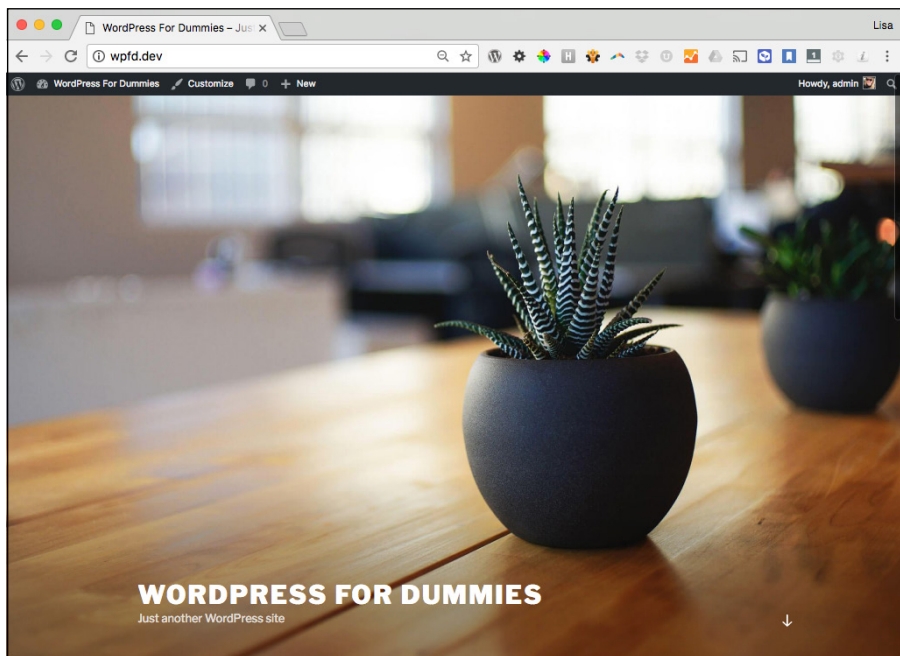 WordPress For Dummies – Jus
Lisa
wpfd.dev
WordPress For Dummies Customize 0 New
Howdy, admin
WORDPRESS FOR DUMMIES
Just another WordPress site